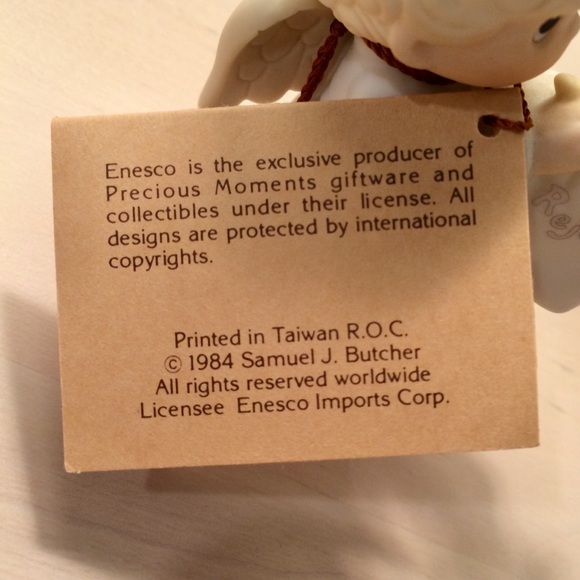 Enesco is the exclusive producer of
Precious Moments giftware and
collectibles under their license. All
designs are protected by international
copyrights.
Printed in Taiwan R.O.C.
© 1984 Samuel J. Butcher
All rights reserved worldwide
Licensee Enesco Imports Corp.